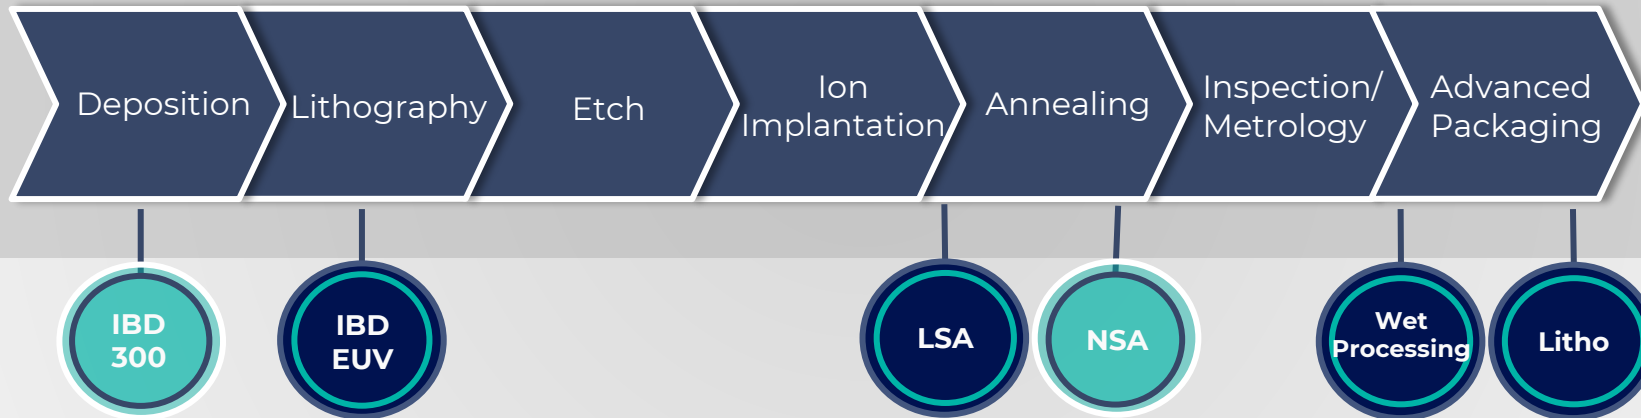 Deposition
Lithography
Etch
Ion
Implantation
Annealing
Inspection/
Metrology
Advanced
Packaging
IBD
300
IBD
EUV
LSA
NSA
Wet
Processing
Litho